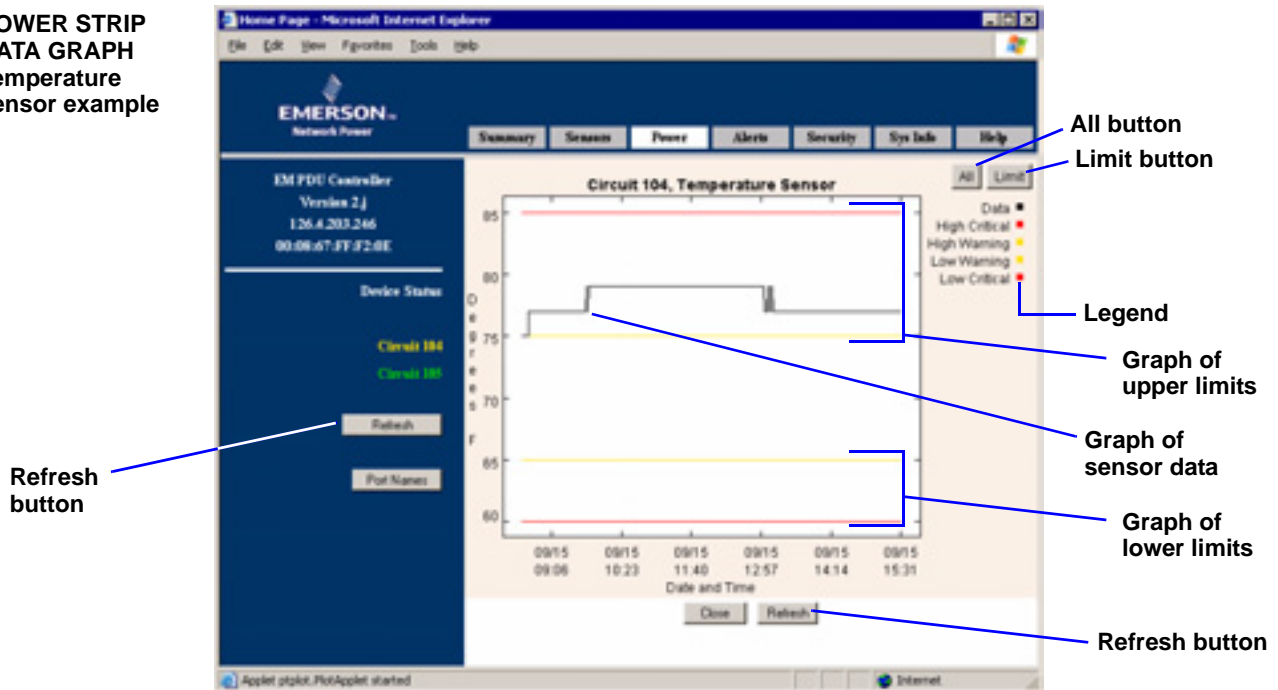 OWER STRIP
ATA GRAPH
emperature
ensor example
Home Page - Microsoft Internet Explorer
File Edit View Favorites Tools Help
EMERSON™
Network Power
Summary Sensors Power Alerts Security Sys Info Help
All button
Limit button
EM PDU Controller
Version 2.j
126.4.203.246
00:08:67:FF:F2:0E
Device Status
Circuit 104
Circuit 105
Refresh
Port Names
Refresh
button
Circuit 104, Temperature Sensor
All Limit
Data
High Critical
High Warning
Low Warning
Low Critical
Legend
Graph of
upper limits
Graph of
sensor data
Graph of
lower limits
Degrees F
85
80
75
70
65
60
09/15 09/15 09/15 09/15 09/15 09/15
09:06 10:23 11:40 12:57 14:14 15:31
Date and Time
Close Refresh
Refresh button
Applet ptplot.PlotApplet started
Internet